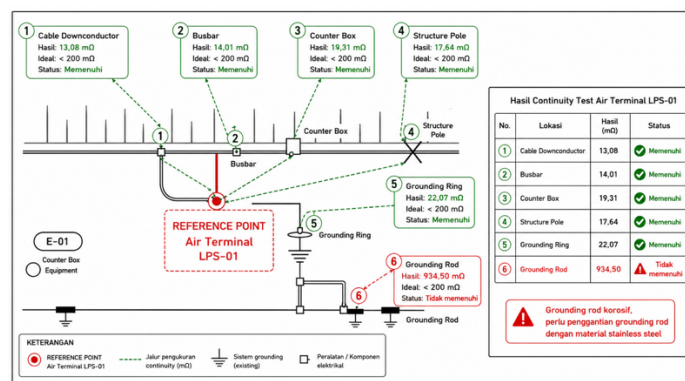 1
Cable Downconductor
Hasil: 13,08 mΩ
Ideal: < 200 mΩ
Status: Memenuhi
2
Busbar
Hasil: 14,01 mΩ
Ideal: < 200 mΩ
Status: Memenuhi
3
Counter Box
Hasil: 19,31 mΩ
Ideal: < 200 mΩ
Status: Memenuhi
4
Structure Pole
Hasil: 17,64 mΩ
Ideal: < 200 mΩ
Status: Memenuhi
1
2
Busbar
Counter Box
4
Structure
Pole
REFERENCE POINT
Air Terminal
LPS-01
5
Grounding Ring
Hasil: 22,07 mΩ
Ideal: < 200 mΩ
Status: Memenuhi
5
Grounding Ring
E-01
Counter Box
Equipment
6
Grounding Rod
Hasil: 934,50 mΩ
Ideal: < 200 mΩ
Status: Tidak memenuhi
6
Grounding Rod
KETERANGAN
REFERENCE POINT
Air Terminal LPS-01
Jalur pengukuran
continuity (mΩ)
Sistem grounding
(existing)
Peralatan / Komponen
elektrikal
Hasil Continuity Test Air Terminal LPS-01
No. Lokasi Hasil (mΩ) Status
1 Cable Downconductor 13,08 Memenuhi
2 Busbar 14,01 Memenuhi
3 Counter Box 19,31 Memenuhi
4 Structure Pole 17,64 Memenuhi
5 Grounding Ring 22,07 Memenuhi
6 Grounding Rod 934,50 Tidak memenuhi
Grounding rod korosif,
perlu penggantian grounding rod
dengan material stainless steel